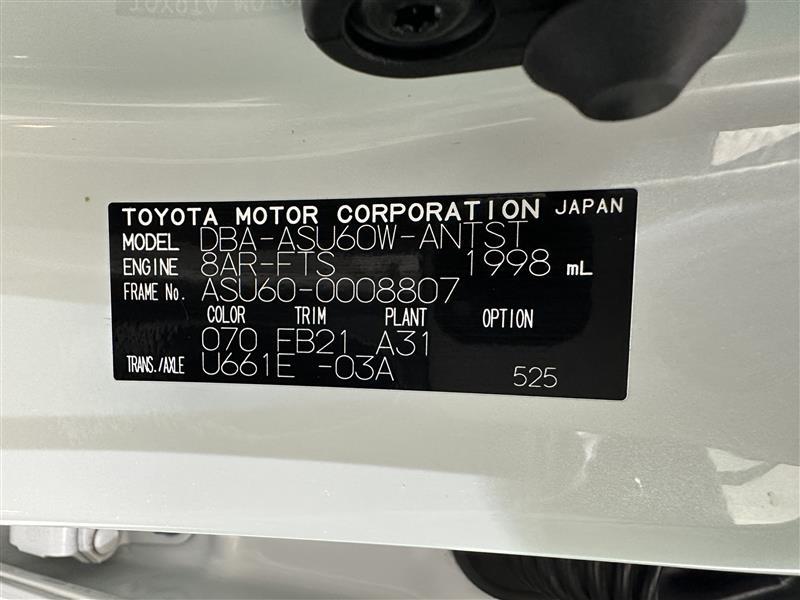 TOYOTA MOTOR CORPORATION JAPAN
MODEL DBA-ASU60W-ANTST
ENGINE 8AR-FTS 1998 mL
FRAME No. ASU60-0008807
COLOR TRIM PLANT OPTION
070 FB21 A31
TRANS./AXLE U661E -03A 525